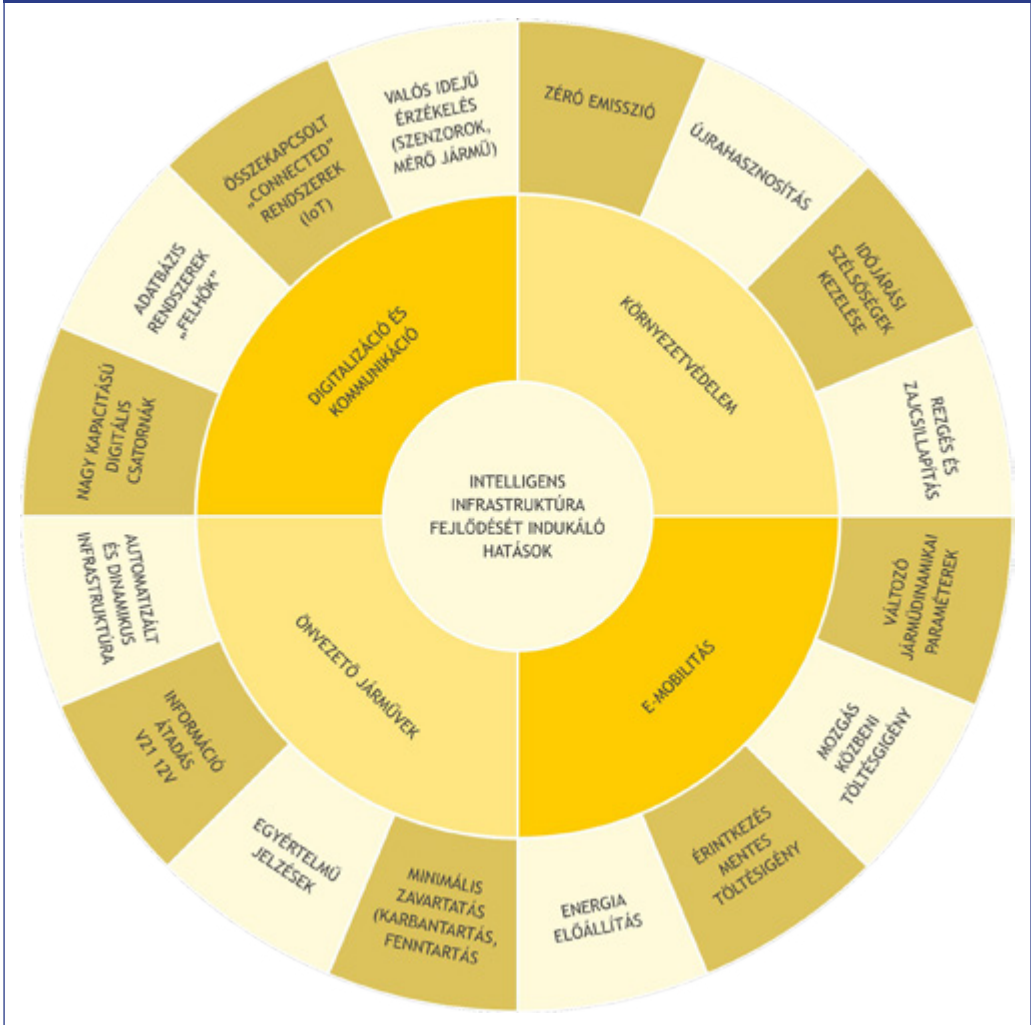 INTELLIGENS
INFRASTRUKTÚRA
FEJLŐDÉSÉT INDUKÁLÓ
HATÁSOK
KÖRNYEZETVÉDELEM
ZÉRÓ EMISSZIÓ
ÚJRAHASZNOSÍTÁS
IDŐJÁRÁSI
SZÉLSŐSÉGEK
KEZELÉSE
REZGÉS ÉS
ZAJCSILLAPÍTÁS
E-MOBILITÁS
VÁLTOZÓ
JÁRMŰDINAMIKAI
PARAMÉTEREK
MOZGÁS
KÖZBENI
TÖLTÉSGIGÉNY
ÉRINTKEZÉS
MENTES
TÖLTÉSIGÉNY
ENERGIA
ELŐÁLLÍTÁS
ÖNVEZETŐ JÁRMŰVEK
MINIMÁLIS
ZAVARTATÁS
(KARBANTARTÁS,
FENNTARTÁS
EGYÉRTELMŰ
JELZÉSEK
INFORMÁCIÓ
ÁTADÁS
V21 12V
AUTOMATIZÁLT
ÉS DINAMIKUS
INFRASTRUKTÚRA
DIGITALIZÁCIÓ ÉS
KOMMUNIKÁCIÓ
NAGY KAPACITÁSÚ
DIGITÁLIS
CSATORNÁK
ADATBÁZIS
RENDSZEREK
„FELHŐK”
ÖSSZEKAPCSOLT
„CONNECTED”
RENDSZEREK
(IoT)
VALÓS IDEJŰ
ÉRZÉKELÉS
(SZENZOROK,
MÉRŐ JÁRMŰ)